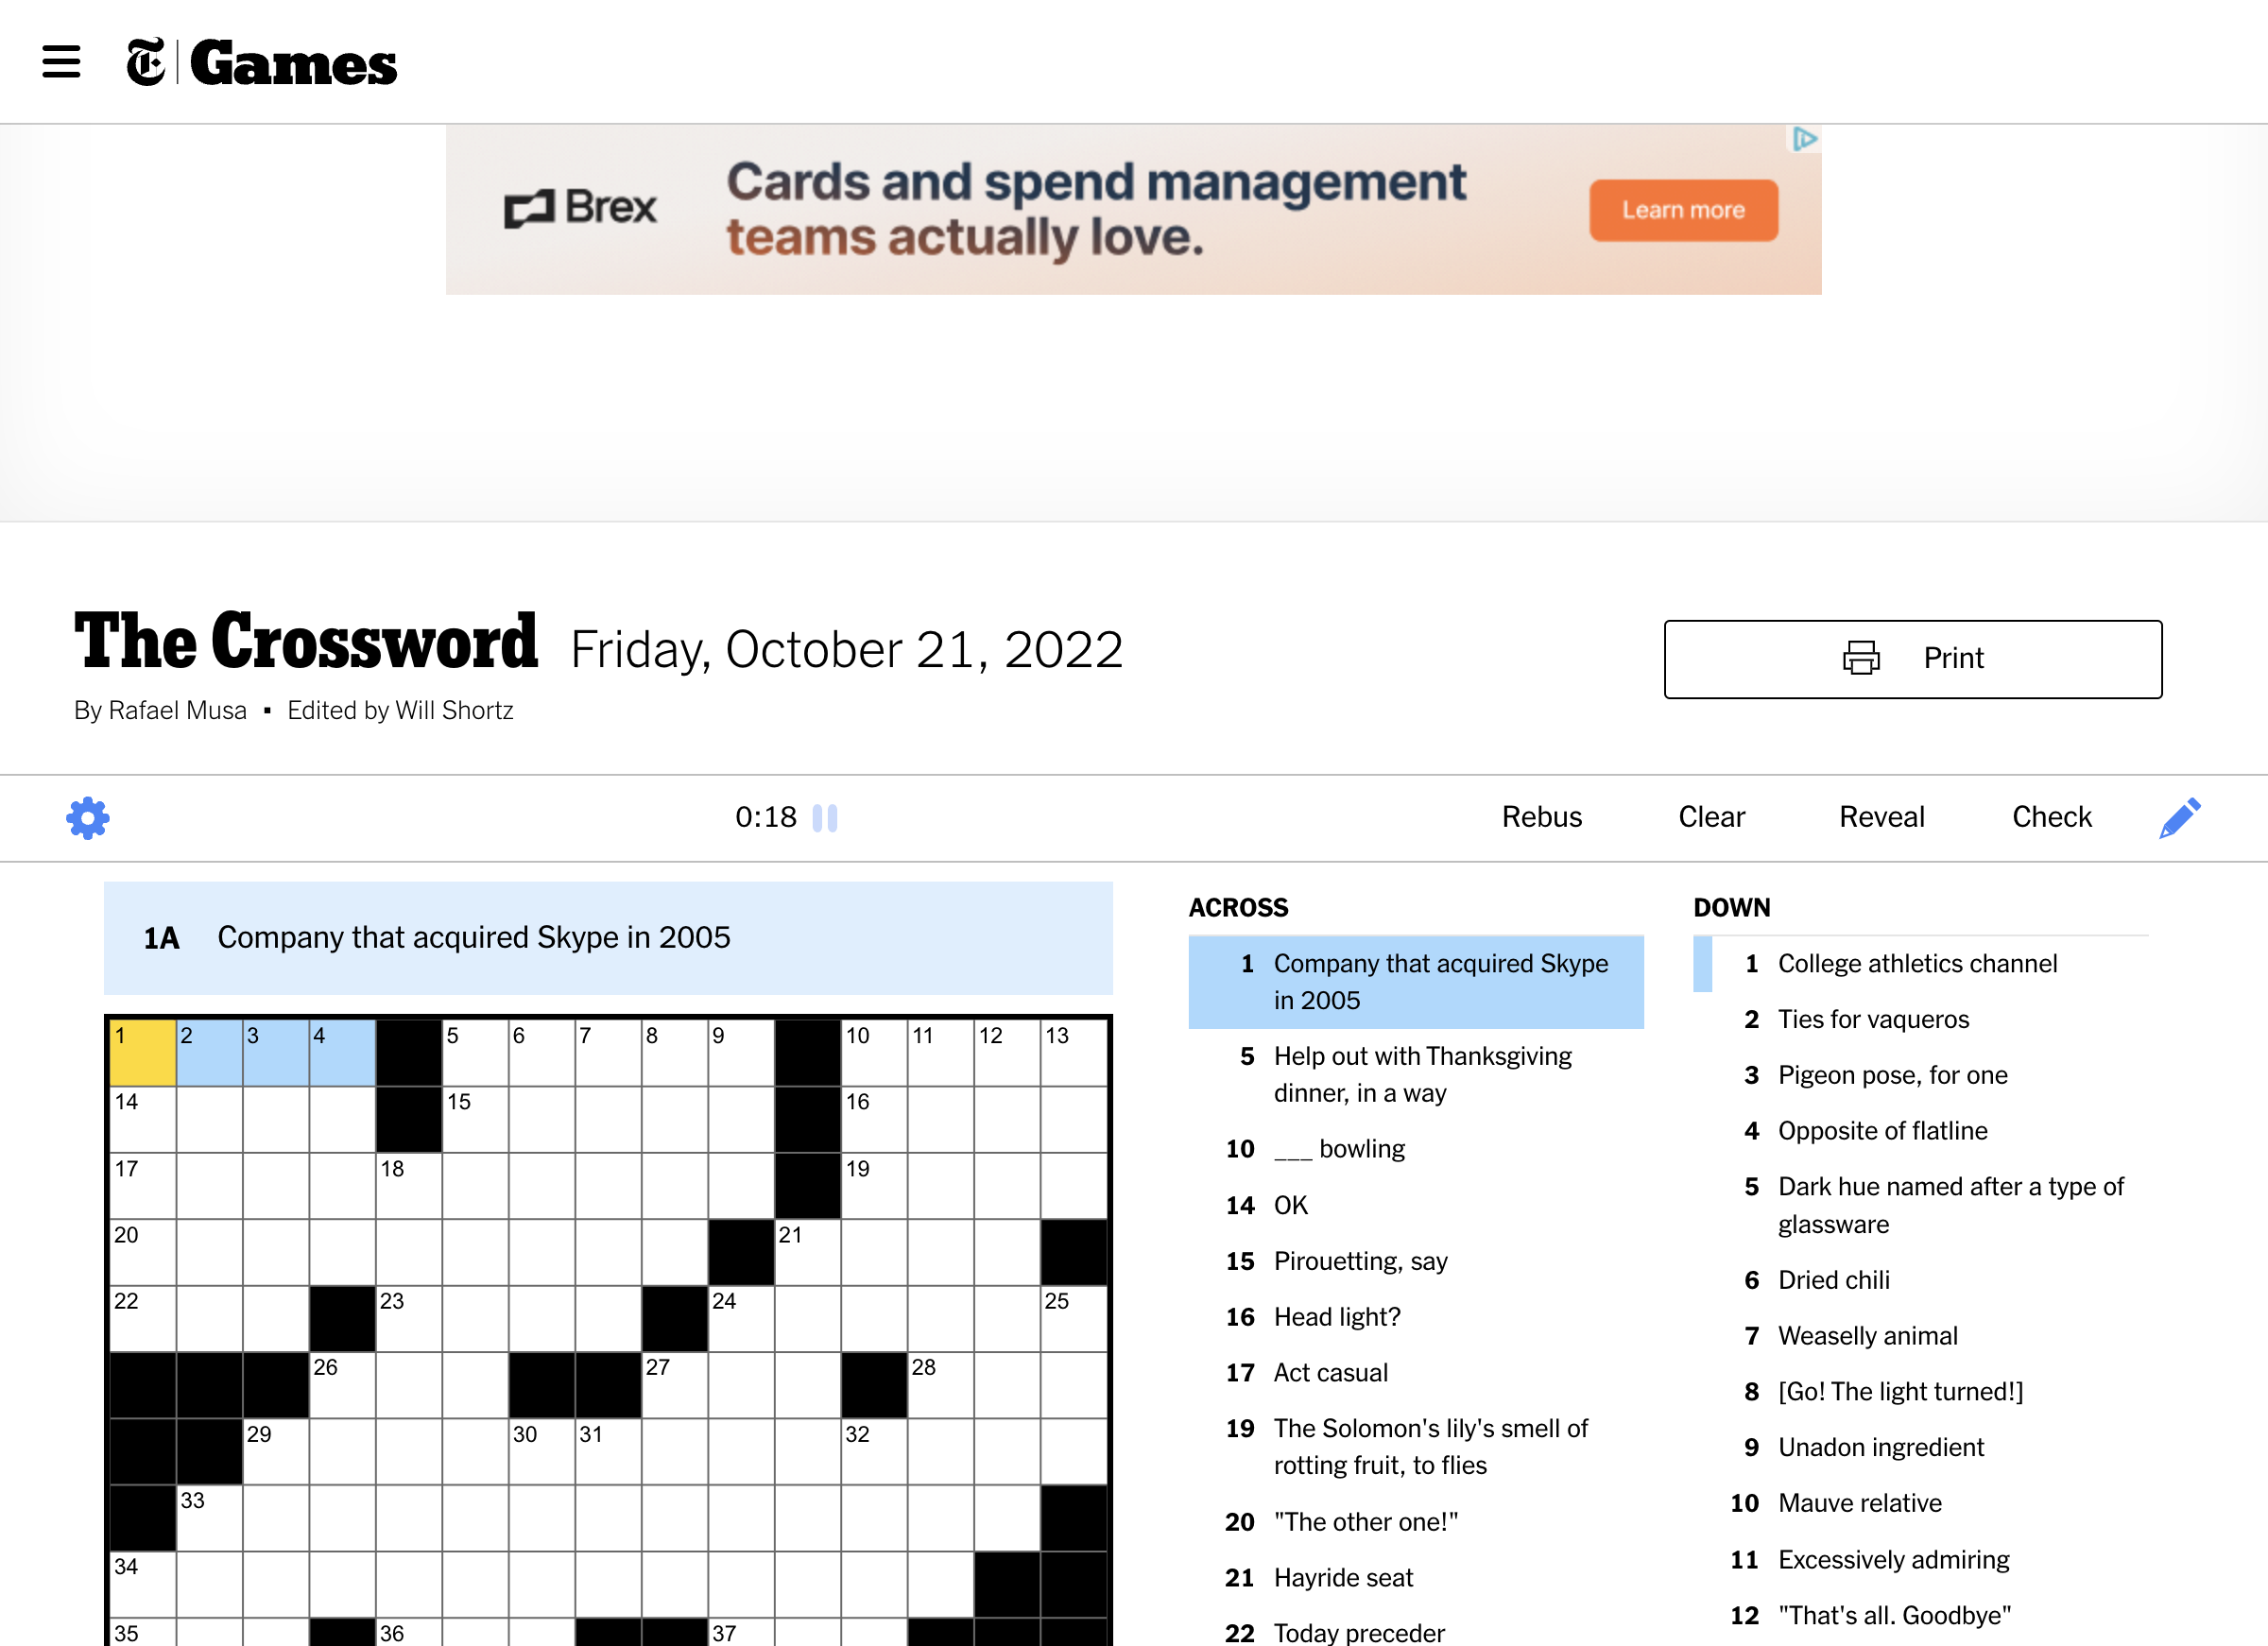 T Games
Brex
Cards and spend management
teams actually love.
Learn more
The Crossword Friday, October 21, 2022
By Rafael Musa ▪ Edited by Will Shortz
Print
0:18
Rebus Clear Reveal Check
1A Company that acquired Skype in 2005
1 2 3 4 5 6 7 8 9 10 11 12 13
14 15 16
17 18 19
20 21
22 23 24 25
26 27 28
29 30 31 32
33
34
35 36 37
ACROSS
1 Company that acquired Skype
in 2005
5 Help out with Thanksgiving
dinner, in a way
10 ___ bowling
14 OK
15 Pirouetting, say
16 Head light?
17 Act casual
19 The Solomon's lily's smell of
rotting fruit, to flies
20 "The other one!"
21 Hayride seat
22 Today preceder
DOWN
1 College athletics channel
2 Ties for vaqueros
3 Pigeon pose, for one
4 Opposite of flatline
5 Dark hue named after a type of
glassware
6 Dried chili
7 Weaselly animal
8 [Go! The light turned!]
9 Unadon ingredient
10 Mauve relative
11 Excessively admiring
12 "That's all. Goodbye"